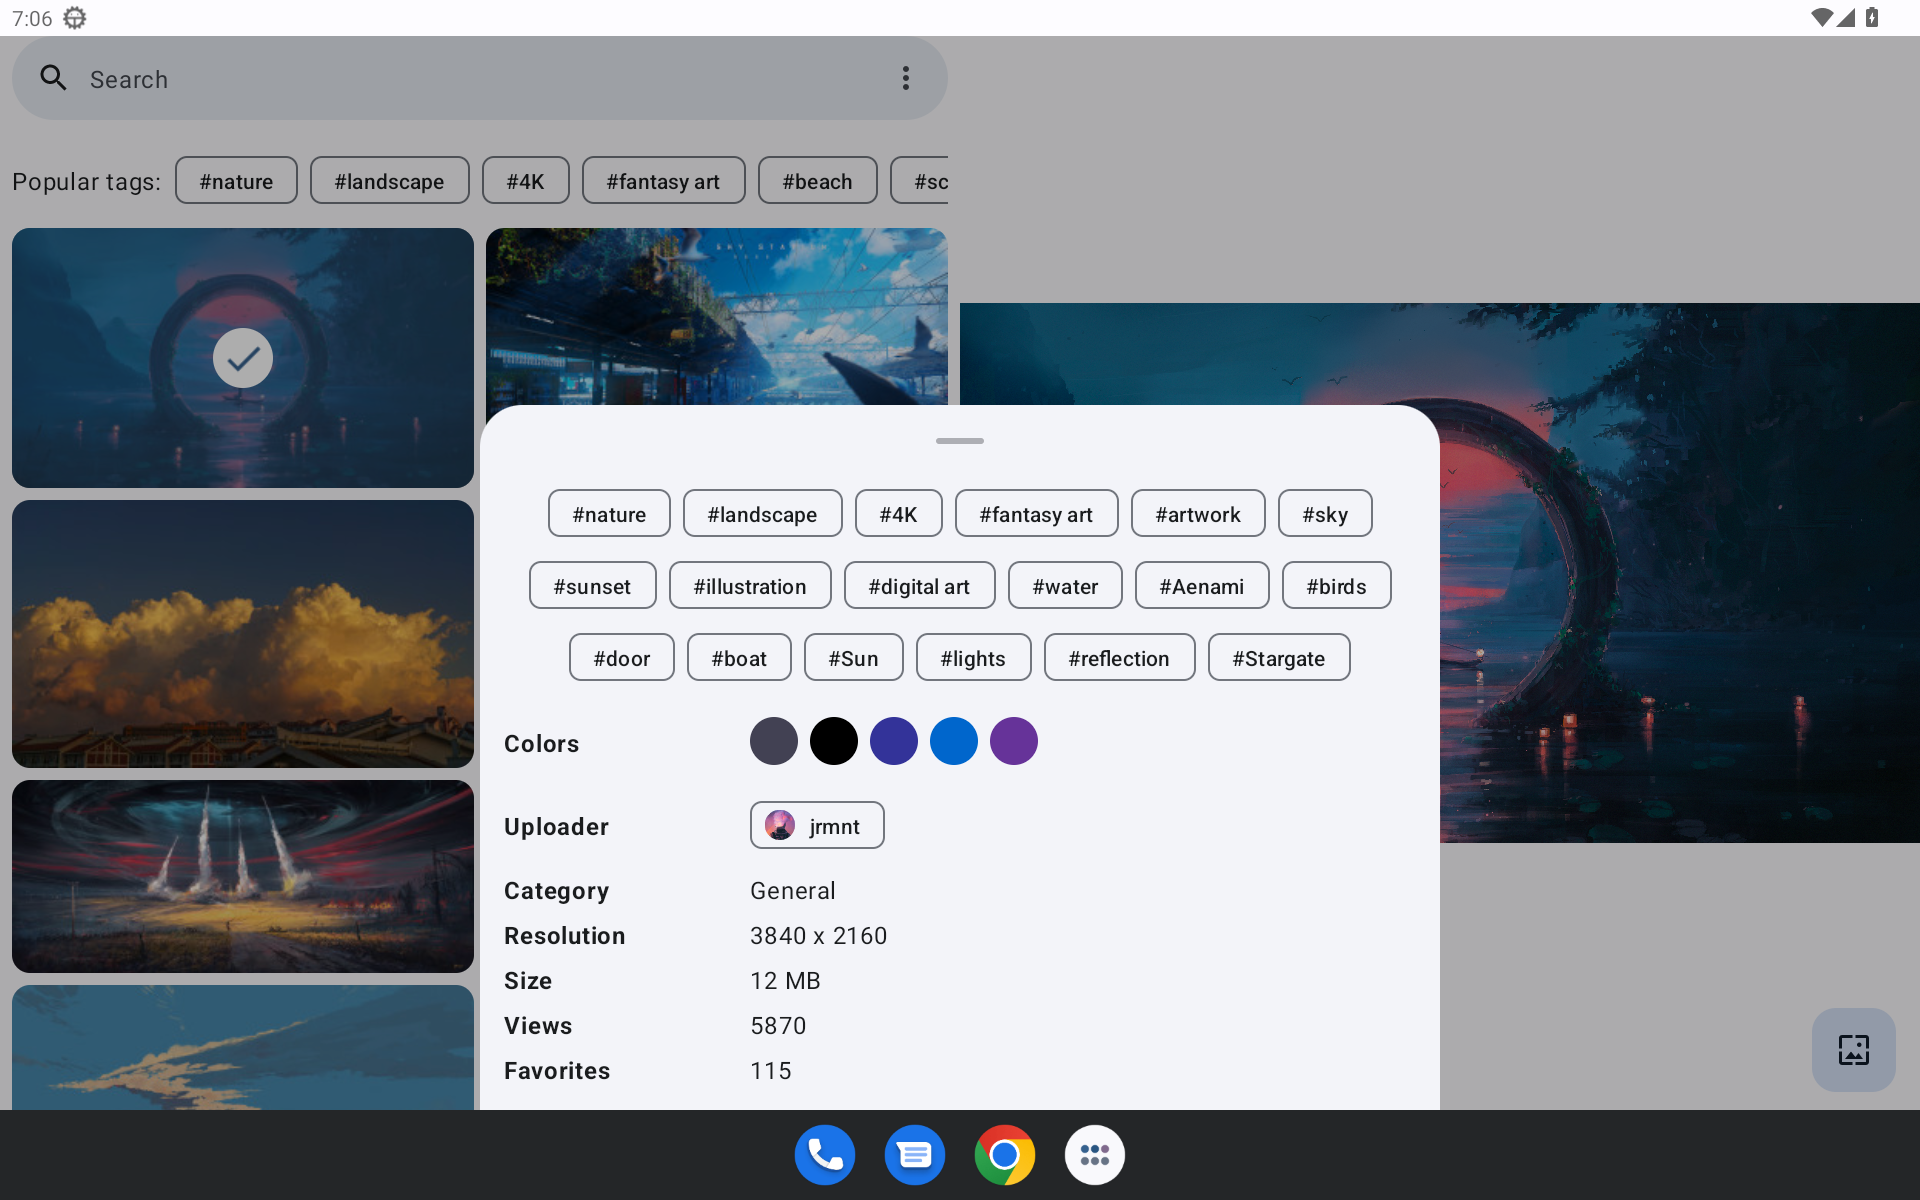 7:06
Search
Popular tags: #nature #landscape #4K #fantasy art #beach #sc
SKY STATION
#nature #landscape #4K #fantasy art #artwork #sky
#sunset #illustration #digital art #water #Aenami #birds
#door #boat #Sun #lights #reflection #Stargate
Colors
Uploader jrmnt
Category General
Resolution 3840 x 2160
Size 12 MB
Views 5870
Favorites 115